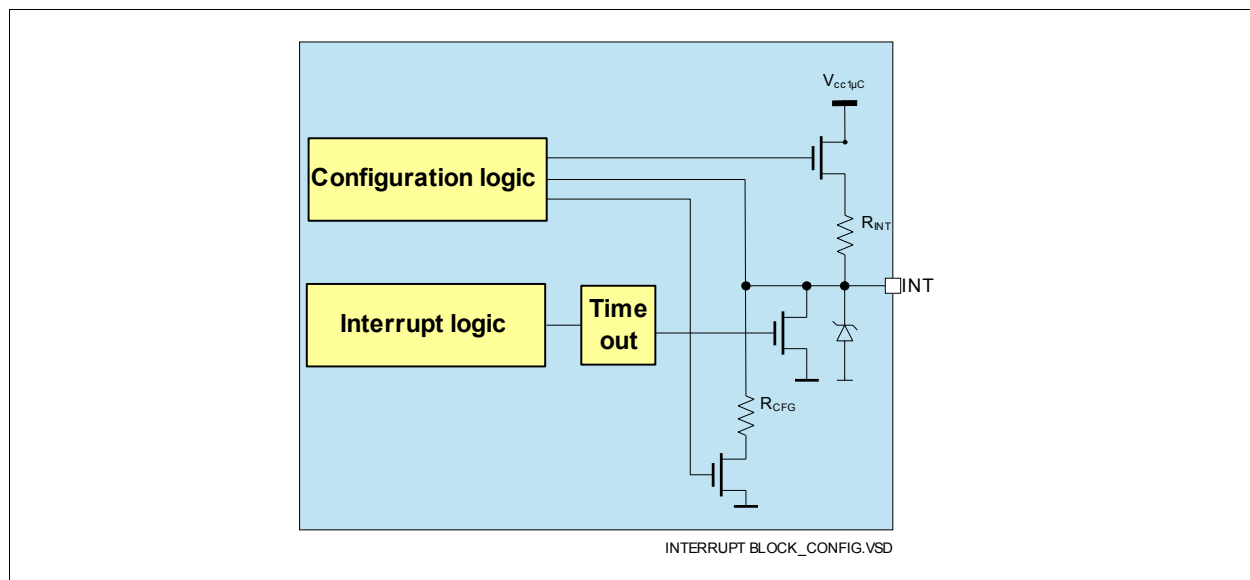 Vcc1µC
Configuration logic
RINT
INT
Interrupt logic
Time
out
RCFG
INTERRUPT BLOCK_CONFIG.VSD